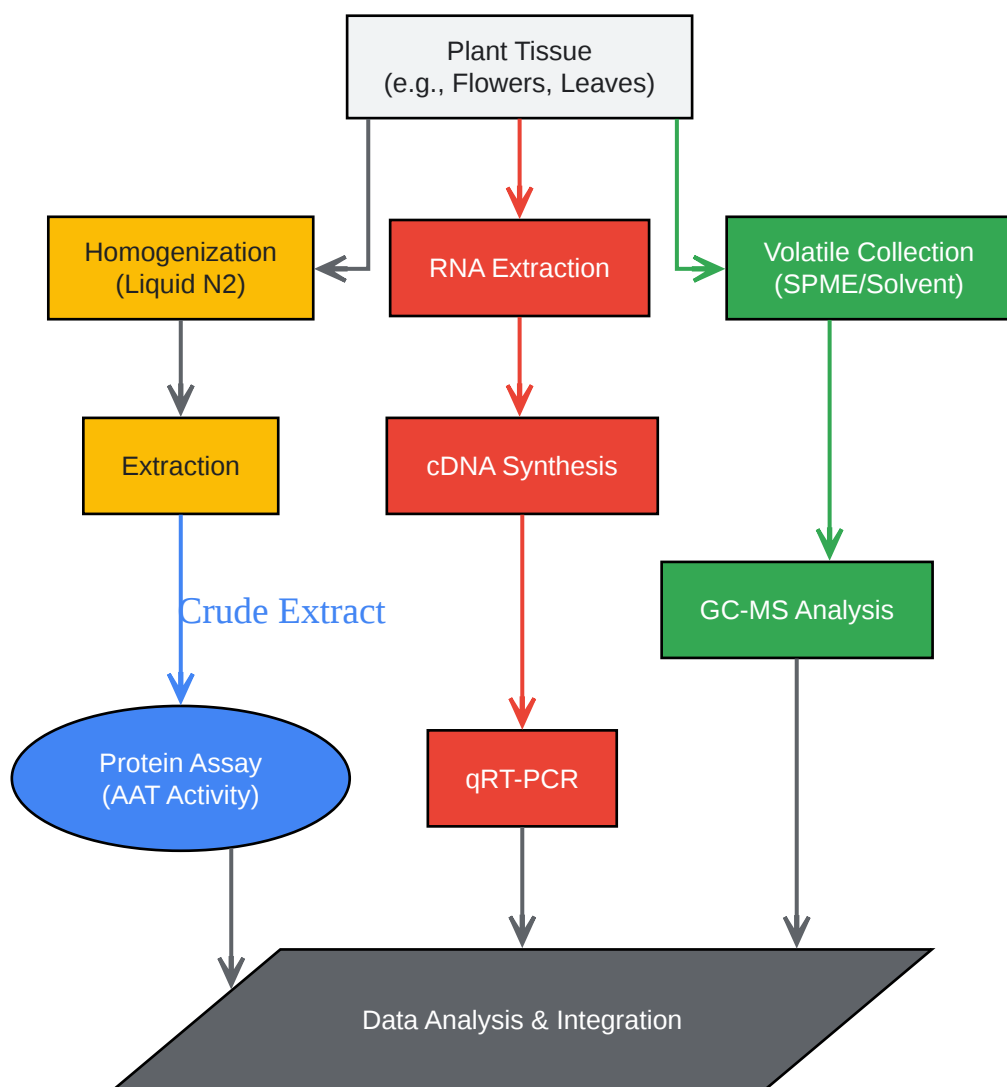 Plant Tissue
(e.g., Flowers, Leaves)
Homogenization
(Liquid N2)
RNA Extraction
Volatile Collection
(SPME/Solvent)
Extraction
cDNA Synthesis
Crude Extract
GC-MS Analysis
Protein Assay
(AAT Activity)
qRT-PCR
Data Analysis & Integration